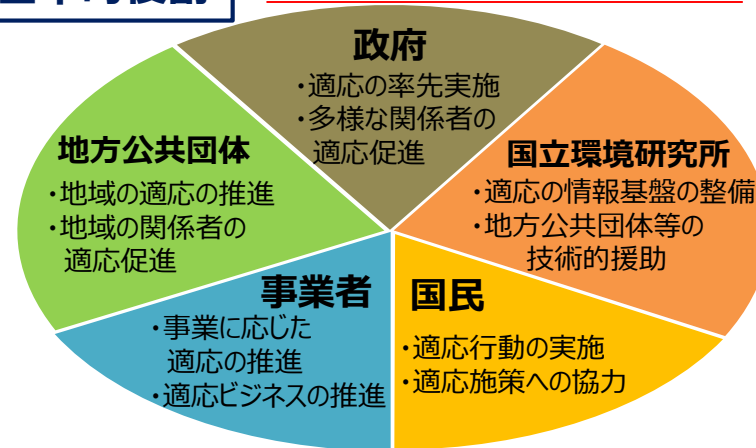 政府
・適応の率先実施
・多様な関係者の
適応促進
地方公共団体
・地域の適応の推進
・地域の関係者の
適応促進
国立環境研究所
・適応の情報基盤の整備
・地方公共団体等の
技術的援助
事業者
・事業に応じた
適応の推進
・適応ビジネスの推進
国民
・適応行動の実施
・適応施策への協力